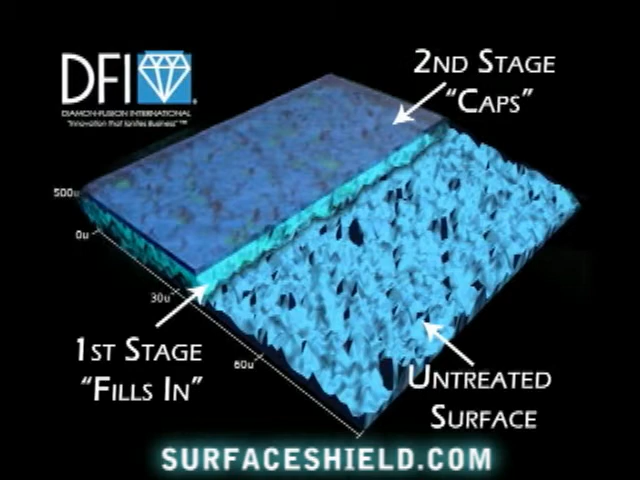 DFI
DIAMON-FUSION INTERNATIONAL
"Innovation that Ignites Business"™
2ND STAGE
"CAPS"
500u
0u
30u
60u
1ST STAGE
"FILLS IN"
UNTREATED
SURFACE
SURFACESHIELD.COM